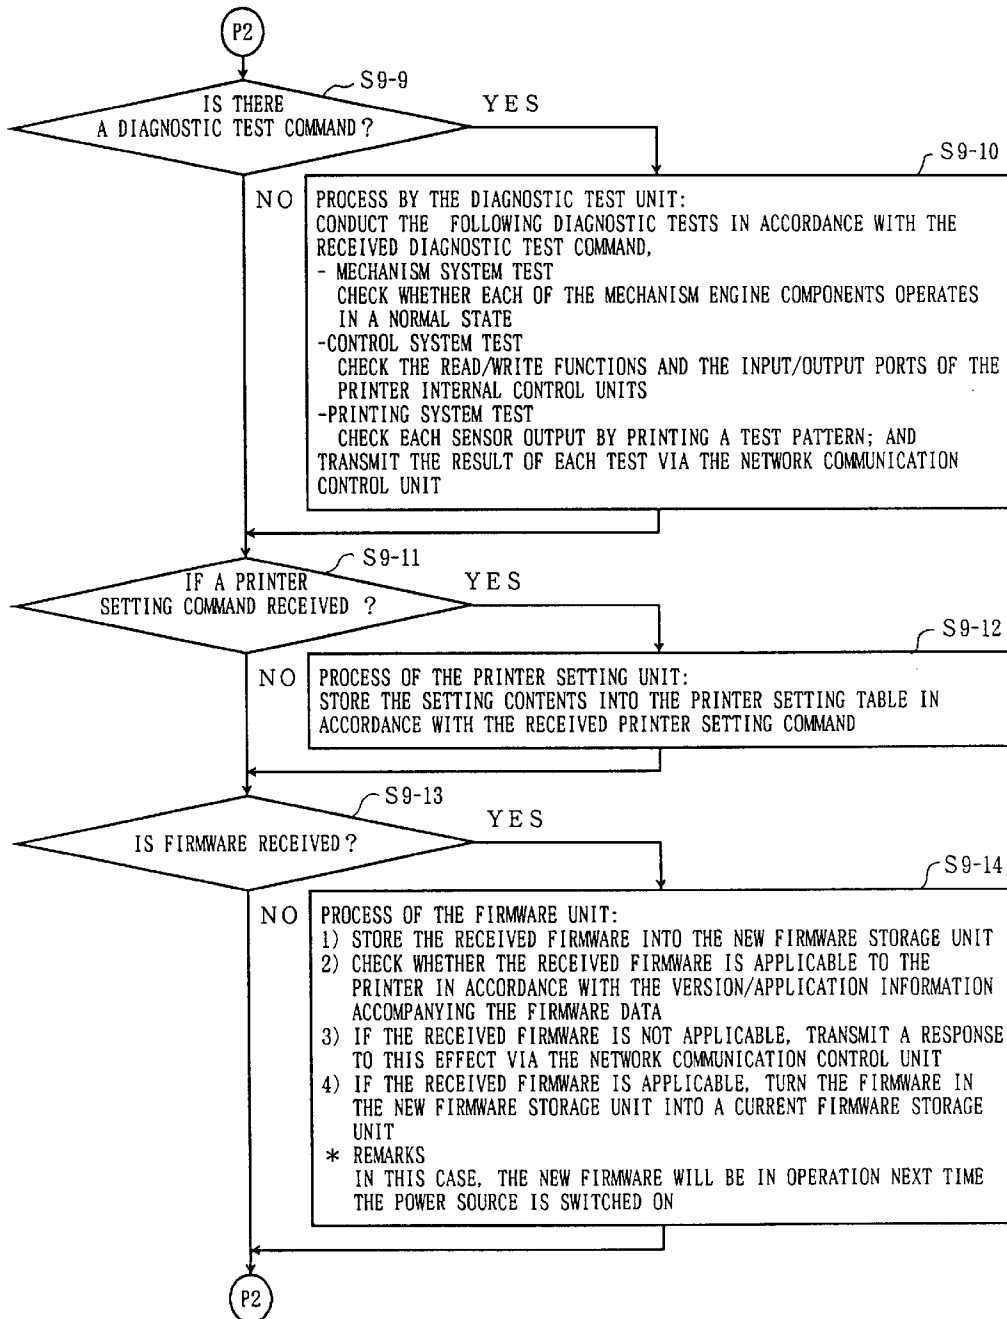 P2
S9-9
IS THERE
A DIAGNOSTIC TEST COMMAND?
YES
S9-10
NO
PROCESS BY THE DIAGNOSTIC TEST UNIT:
CONDUCT THE FOLLOWING DIAGNOSTIC TESTS IN ACCORDANCE WITH THE
RECEIVED DIAGNOSTIC TEST COMMAND,
- MECHANISM SYSTEM TEST
CHECK WHETHER EACH OF THE MECHANISM ENGINE COMPONENTS OPERATES
IN A NORMAL STATE
-CONTROL SYSTEM TEST
CHECK THE READ/WRITE FUNCTIONS AND THE INPUT/OUTPUT PORTS OF THE
PRINTER INTERNAL CONTROL UNITS
-PRINTING SYSTEM TEST
CHECK EACH SENSOR OUTPUT BY PRINTING A TEST PATTERN; AND
TRANSMIT THE RESULT OF EACH TEST VIA THE NETWORK COMMUNICATION
CONTROL UNIT
S9-11
IF A PRINTER
SETTING COMMAND RECEIVED ?
YES
S9-12
NO
PROCESS OF THE PRINTER SETTING UNIT:
STORE THE SETTING CONTENTS INTO THE PRINTER SETTING TABLE IN
ACCORDANCE WITH THE RECEIVED PRINTER SETTING COMMAND
S9-13
IS FIRMWARE RECEIVED?
YES
S9-14
NO
PROCESS OF THE FIRMWARE UNIT:
1) STORE THE RECEIVED FIRMWARE INTO THE NEW FIRMWARE STORAGE UNIT
2) CHECK WHETHER THE RECEIVED FIRMWARE IS APPLICABLE TO THE
PRINTER IN ACCORDANCE WITH THE VERSION/APPLICATION INFORMATION
ACCOMPANYING THE FIRMWARE DATA
3) IF THE RECEIVED FIRMWARE IS NOT APPLICABLE, TRANSMIT A RESPONSE
TO THIS EFFECT VIA THE NETWORK COMMUNICATION CONTROL UNIT
4) IF THE RECEIVED FIRMWARE IS APPLICABLE, TURN THE FIRMWARE IN
THE NEW FIRMWARE STORAGE UNIT INTO A CURRENT FIRMWARE STORAGE
UNIT
* REMARKS
IN THIS CASE, THE NEW FIRMWARE WILL BE IN OPERATION NEXT TIME
THE POWER SOURCE IS SWITCHED ON
P2